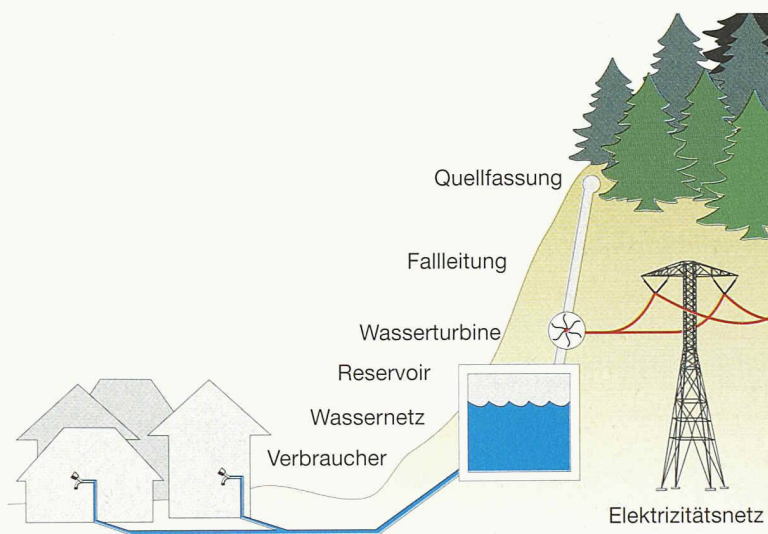 Quellfassung
Fallleitung
Wasserturbine
Reservoir
Wassernetz
Verbraucher
Elektrizitätsnetz